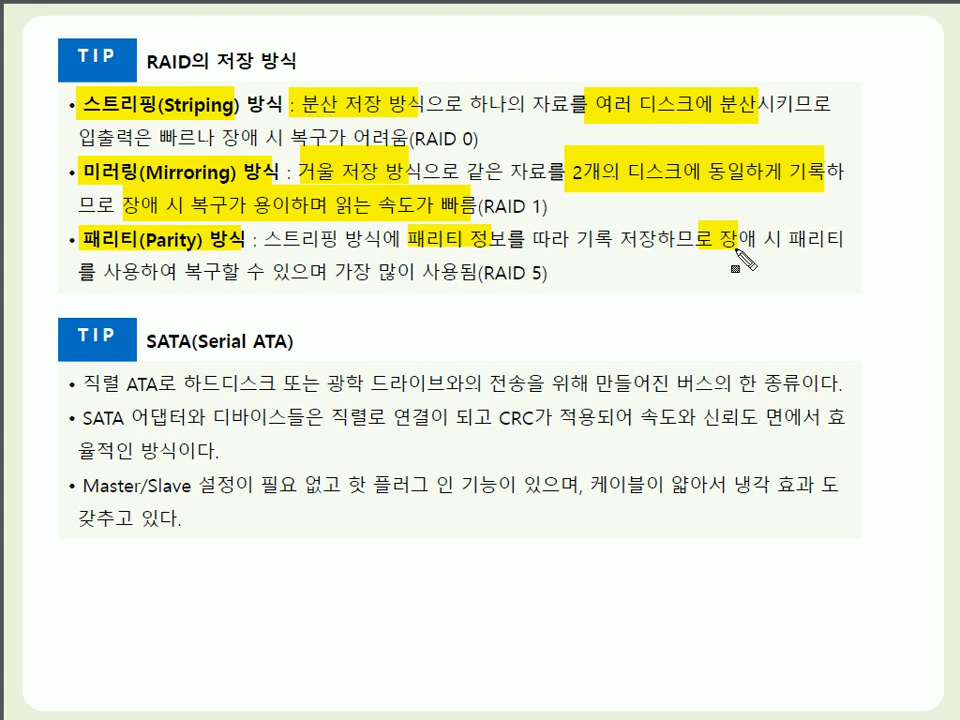 TIP
RAID의 저장 방식
• 스트리핑(Striping) 방식 : 분산 저장 방식으로 하나의 자료를 여러 디스크에 분산시키므로
입출력은 빠르나 장애 시 복구가 어려움(RAID 0)
• 미러링(Mirroring) 방식 : 거울 저장 방식으로 같은 자료를 2개의 디스크에 동일하게 기록하
므로 장애 시 복구가 용이하며 읽는 속도가 빠름(RAID 1)
• 패리티(Parity) 방식 : 스트리핑 방식에 패리티 정보를 따라 기록 저장하므로 장애 시 패리티
를 사용하여 복구할 수 있으며 가장 많이 사용됨(RAID 5)
TIP
SATA(Serial ATA)
• 직렬 ATA로 하드디스크 또는 광학 드라이브와의 전송을 위해 만들어진 버스의 한 종류이다.
• SATA 어댑터와 디바이스들은 직렬로 연결이 되고 CRC가 적용되어 속도와 신뢰도 면에서 효
율적인 방식이다.
• Master/Slave 설정이 필요 없고 핫 플러그 인 기능이 있으며, 케이블이 얇아서 냉각 효과 도
갖추고 있다.